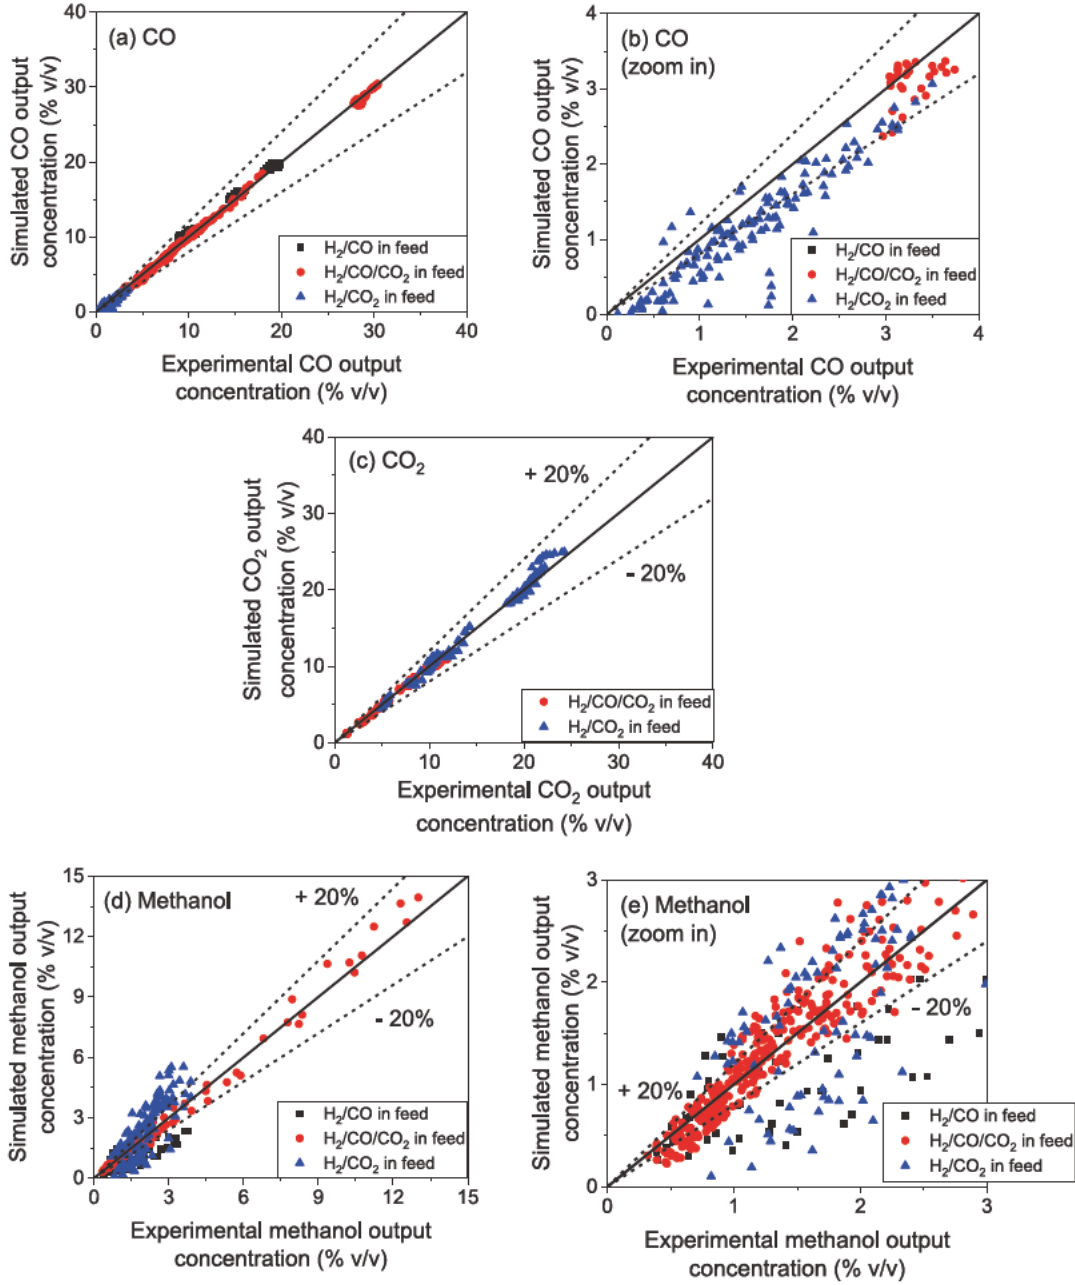 (a) CO
Simulated CO output
concentration (% v/v)
40
30
20
10
0
0
10
20
30
40
H₂/CO in feed
H₂/CO/CO₂ in feed
H₂/CO₂ in feed
Experimental CO output
concentration (% v/v)
(b) CO
(zoom in)
Simulated CO output
concentration (% v/v)
4
3
2
1
0
0
1
2
3
4
H₂/CO in feed
H₂/CO/CO₂ in feed
H₂/CO₂ in feed
Experimental CO output
concentration (% v/v)
(c) CO₂
+ 20%
- 20%
Simulated CO₂ output
concentration (% v/v)
40
30
20
10
0
0
10
20
30
40
H₂/CO/CO₂ in feed
H₂/CO₂ in feed
Experimental CO₂ output
concentration (% v/v)
(d) Methanol
+ 20%
- 20%
Simulated methanol output
concentration (% v/v)
15
12
9
6
3
0
0
3
6
9
12
15
H₂/CO in feed
H₂/CO/CO₂ in feed
H₂/CO₂ in feed
Experimental methanol output
concentration (% v/v)
(e) Methanol
(zoom in)
+ 20%
- 20%
Simulated methanol output
concentration (% v/v)
3
2
1
0
0
1
2
3
H₂/CO in feed
H₂/CO/CO₂ in feed
H₂/CO₂ in feed
Experimental methanol output
concentration (% v/v)